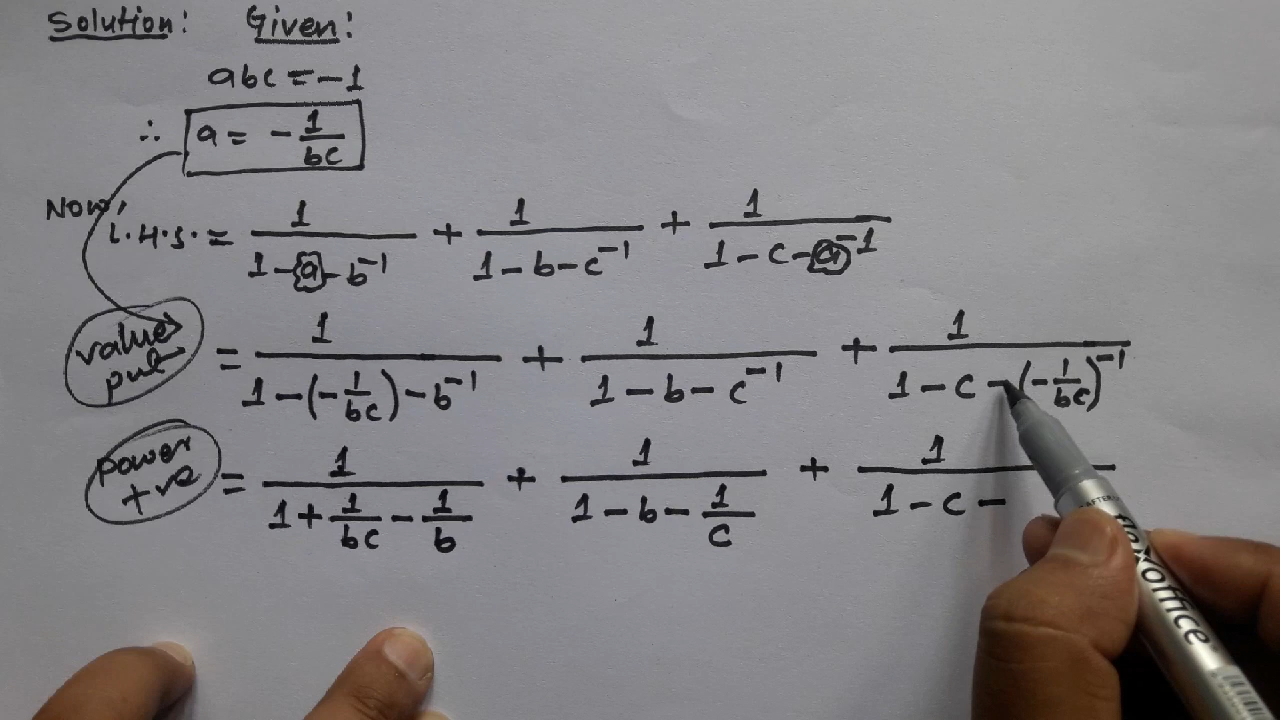 Solution: Given:
abc = -1
∴ a = - 1/bc
Now,
L.H.S. = 1/(1 - a - b⁻¹) + 1/(1 - b - c⁻¹) + 1/(1 - c - a⁻¹)
value put = 1/(1 - (- 1/bc) - b⁻¹) + 1/(1 - b - c⁻¹) + 1/(1 - c - (- 1/bc)⁻¹)
power +ve = 1/(1 + 1/bc - 1/b) + 1/(1 - b - 1/c) + 1/(1 - c -
flexoffice